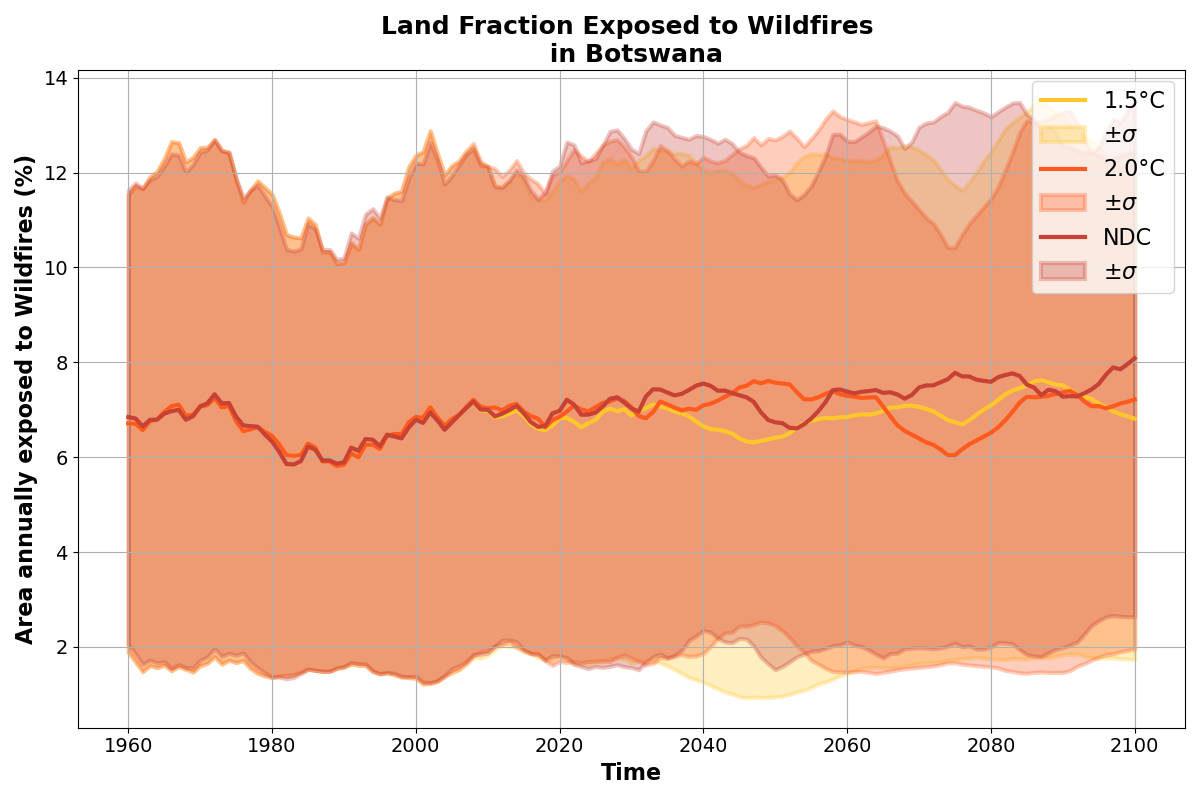 Land Fraction Exposed to Wildfires
in Botswana
Area annually exposed to Wildfires (%)
14
12
10
8
6
4
2
1.5°C
±σ
2.0°C
±σ
NDC
±σ
1960
1980
2000
2020
2040
2060
2080
2100
Time